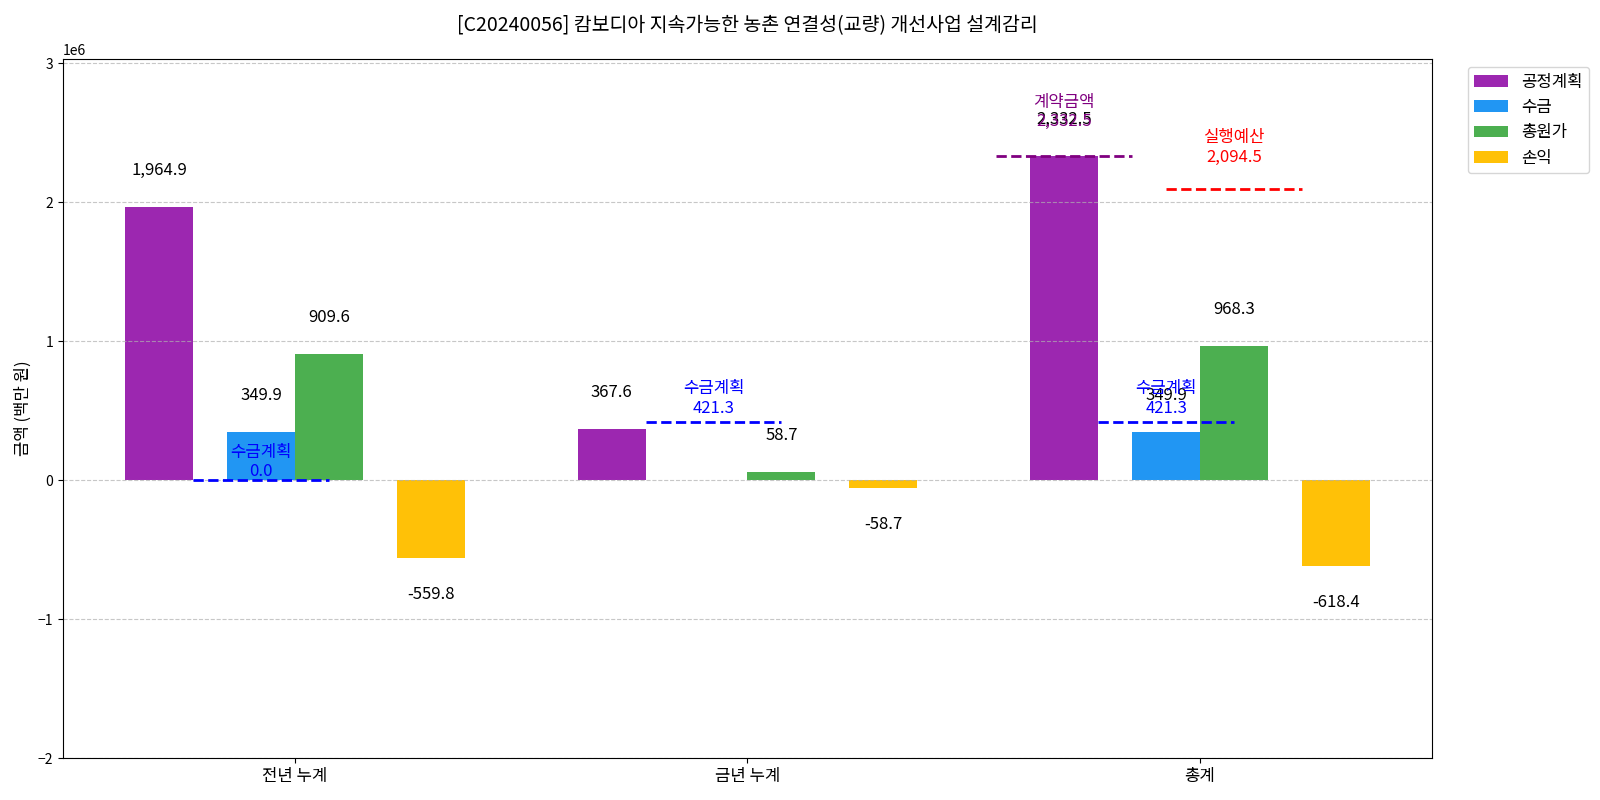 [C20240056] 캄보디아 지속가능한 농촌 연결성(교량) 개선사업 설계감리
1e6
3
2
1
0
−1
−2
금액 (백만 원)
1,964.9
349.9
909.6
수금계획
0.0
-559.8
367.6
수금계획
421.3
58.7
-58.7
계약금액
2,332.5
2,332.5
실행예산
2,094.5
968.3
수금계획
349.9
421.3
-618.4
전년 누계
금년 누계
총계
공정계획
수금
총원가
손익